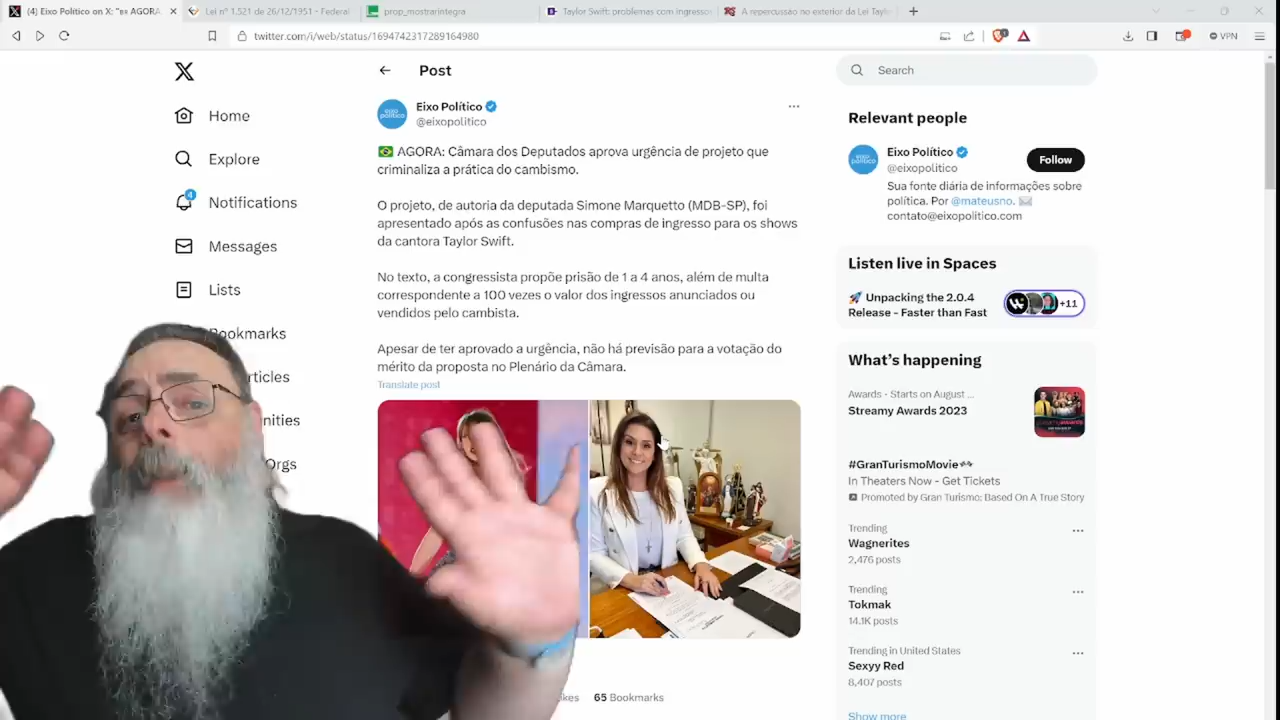 (4) Eixo Político on X: "🇧🇷 AGORA:
Lei nº 1.521 de 26/12/1951 - Federal
prop_mostrarintegra
Taylor Swift: problemas com ingressos
A repercussão no exterior da Lei Taylor
twitter.com/i/web/status/1694742317289164980
VPN
Home
Explore
4
Notifications
Messages
Lists
Bookmarks
Post
Eixo Político
@eixopolitico
🇧🇷 AGORA: Câmara dos Deputados aprova urgência de projeto que
criminaliza a prática do cambismo.
O projeto, de autoria da deputada Simone Marquetto (MDB-SP), foi
apresentado após as confusões nas compras de ingresso para os shows
da cantora Taylor Swift.
No texto, a congressista propõe prisão de 1 a 4 anos, além de multa
correspondente a 100 vezes o valor dos ingressos anunciados ou
vendidos pelo cambista.
Apesar de ter aprovado a urgência, não há previsão para a votação do
mérito da proposta no Plenário da Câmara.
Translate post
65 Bookmarks
Search
Relevant people
Eixo Político
@eixopolitico
Follow
Sua fonte diária de informações sobre
política. Por @mateusno. ✉️
contato@eixopolitico.com
Listen live in Spaces
🚀 Unpacking the 2.0.4
Release - Faster than Fast
+11
What's happening
Awards · Starts on August ...
Streamy Awards 2023
#GranTurismoMovie
In Theaters Now - Get Tickets
Promoted by Gran Turismo: Based On A True Story
Trending
Wagnerites
2,476 posts
Trending
Tokmak
14.1K posts
Trending in United States
Sexyy Red
8,407 posts
Show more